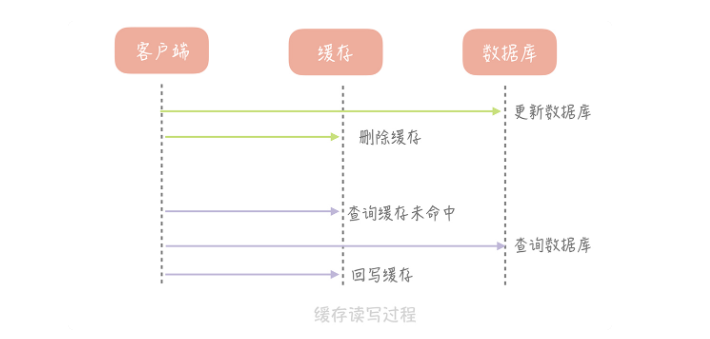 客户端
缓存
数据库
更新数据库
删除缓存
查询缓存未命中
查询数据库
回写缓存
缓存读写过程